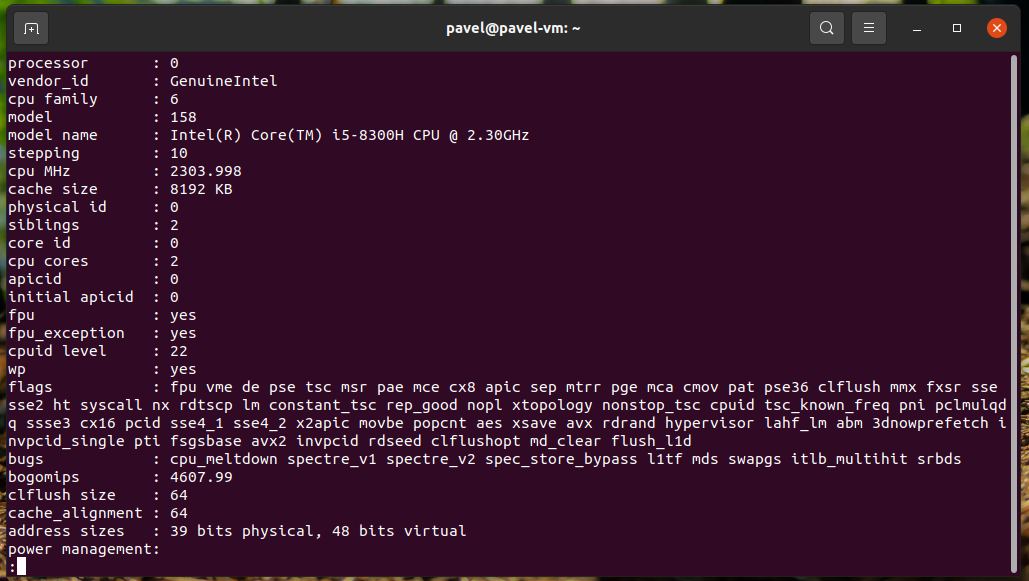 pavel@pavel-vm: ~
processor       : 0
vendor_id       : GenuineIntel
cpu family      : 6
model           : 158
model name      : Intel(R) Core(TM) i5-8300H CPU @ 2.30GHz
stepping        : 10
cpu MHz         : 2303.998
cache size      : 8192 KB
physical id     : 0
siblings        : 2
core id         : 0
cpu cores       : 2
apicid          : 0
initial apicid  : 0
fpu             : yes
fpu_exception   : yes
cpuid level     : 22
wp              : yes
flags           : fpu vme de pse tsc msr pae mce cx8 apic sep mtrr pge mca cmov pat pse36 clflush mmx fxsr sse
sse2 ht syscall nx rdtscp lm constant_tsc rep_good nopl xtopology nonstop_tsc cpuid tsc_known_freq pni pclmulqd
q ssse3 cx16 pcid sse4_1 sse4_2 x2apic movbe popcnt aes xsave avx rdrand hypervisor lahf_lm abm 3dnowprefetch i
nvpcid_single pti fsgsbase avx2 invpcid rdseed clflushopt md_clear flush_l1d
bugs            : cpu_meltdown spectre_v1 spectre_v2 spec_store_bypass l1tf mds swapgs itlb_multihit srbds
bogomips        : 4607.99
clflush size    : 64
cache_alignment : 64
address sizes   : 39 bits physical, 48 bits virtual
power management:
: